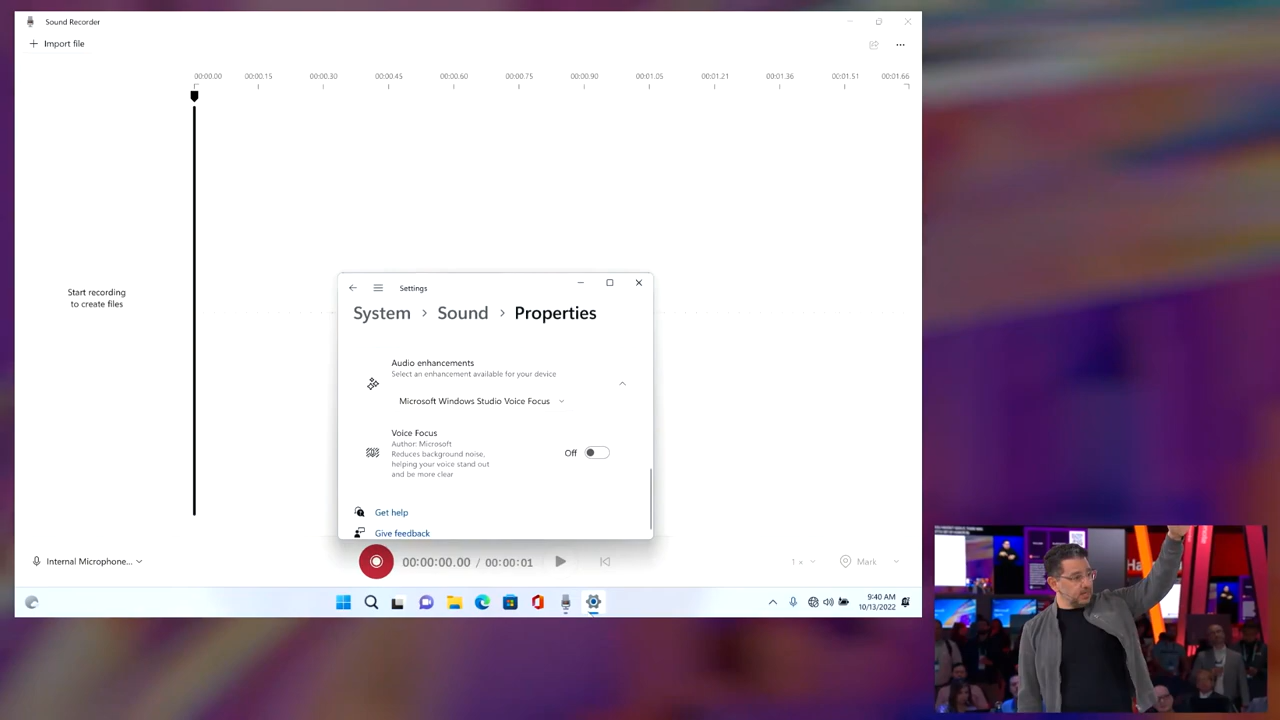 Sound Recorder
Import file
00:00.00 00:00.15 00:00.30 00:00.45 00:00.60 00:00.75 00:00.90 00:01.05 00:01.21 00:01.36 00:01.51 00:01.66
Start recording
to create files
Settings
System > Sound > Properties
Audio enhancements
Select an enhancement available for your device
Microsoft Windows Studio Voice Focus
Voice Focus
Author: Microsoft
Reduces background noise,
helping your voice stand out
and be more clear
Off
Get help
Give feedback
Internal Microphone...
00:00:00.00 / 00:00:01
1 x
Mark
9:40 AM
10/13/2022